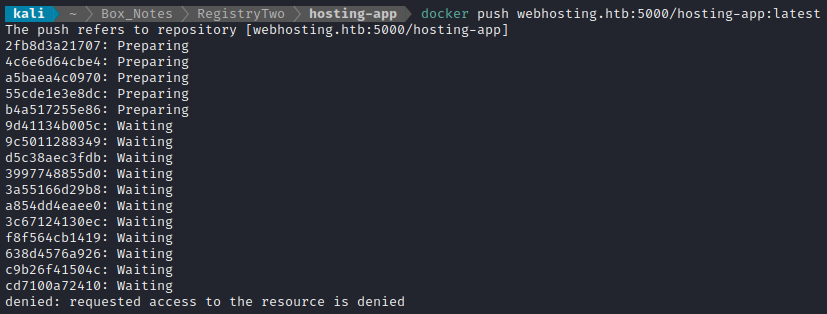 kali ~ Box_Notes RegistryTwo hosting-app docker push webhosting.htb:5000/hosting-app:latest
The push refers to repository [webhosting.htb:5000/hosting-app]
2fb8d3a21707: Preparing
4c6e6d64cbe4: Preparing
a5baea4c0970: Preparing
55cde1e3e8dc: Preparing
b4a517255e86: Preparing
9d41134b005c: Waiting
9c5011288349: Waiting
d5c38aec3fdb: Waiting
3997748855d0: Waiting
3a55166d29b8: Waiting
a854dd4eaee0: Waiting
3c67124130ec: Waiting
f8f564cb1419: Waiting
638d4576a926: Waiting
c9b26f41504c: Waiting
cd7100a72410: Waiting
denied: requested access to the resource is denied